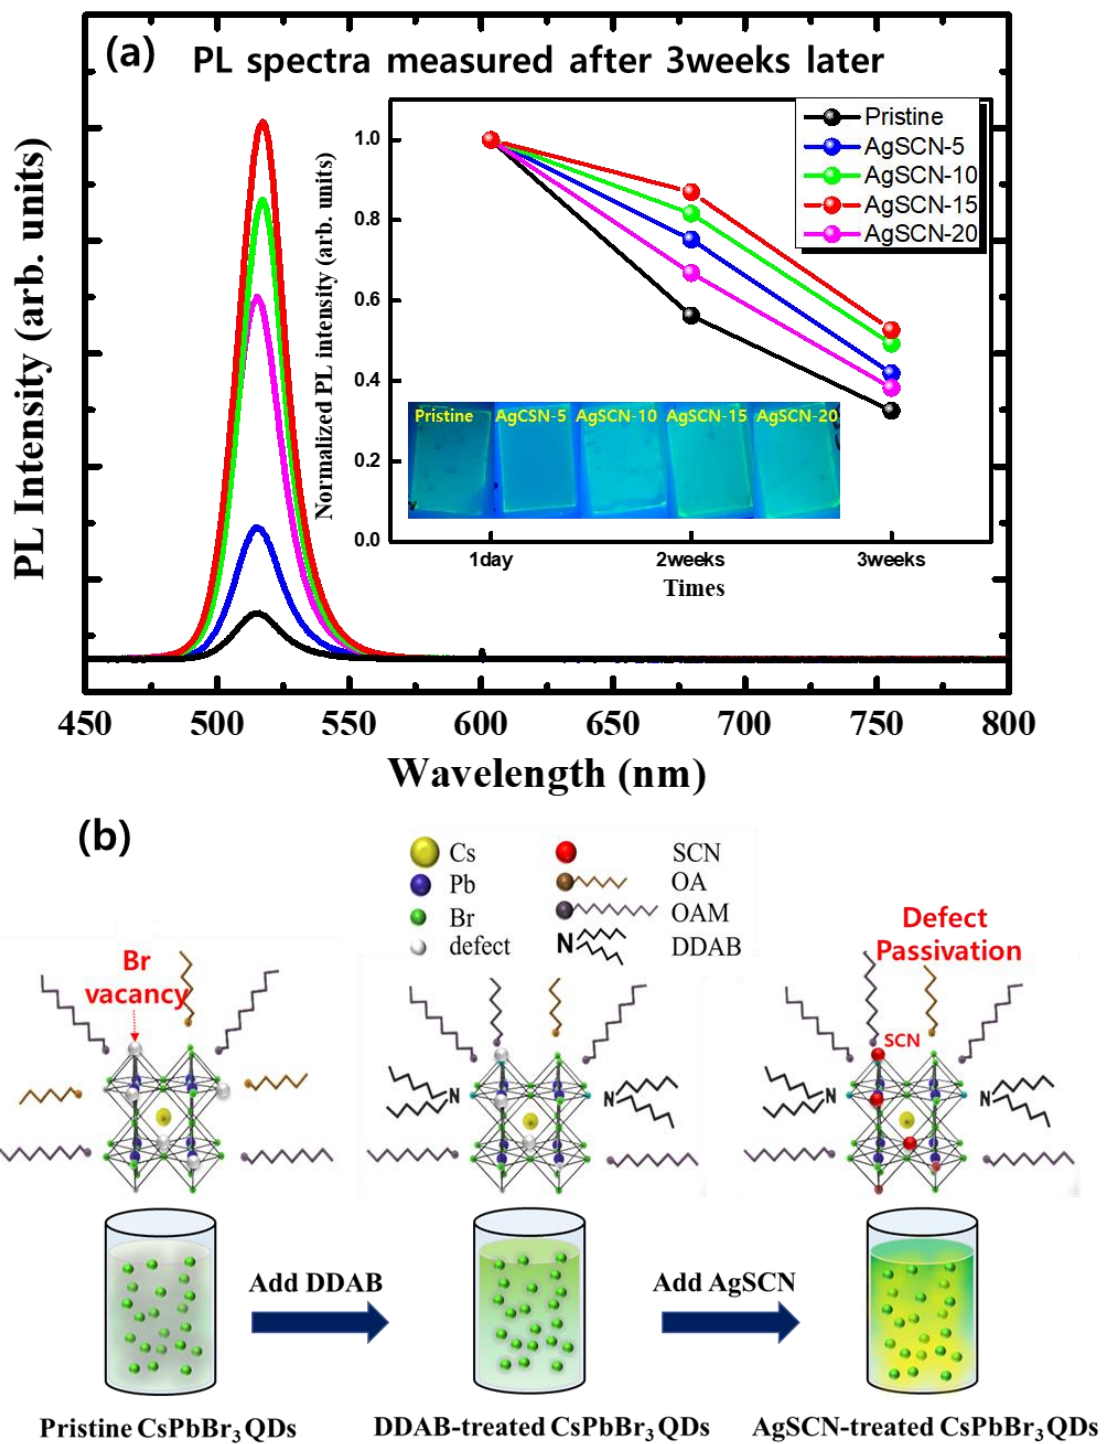 (a) PL spectra measured after 3weeks later
PL Intensity (arb. units)
Normalized PL intensity (arb. units)
1.0
0.8
0.6
0.4
0.2
0.0
Pristine
AgSCN-5
AgSCN-10
AgSCN-15
AgSCN-20
Pristine AgCSN-5 AgSCN-10 AgSCN-15 AgSCN-20
1day 2weeks 3weeks
Times
450 500 550 600 650 700 750 800
Wavelength (nm)
(b)
Cs SCN
Pb OA
Br OAM
defect N DDAB
Br
vacancy
Defect
Passivation
SCN
N N N N
Add DDAB Add AgSCN
Pristine CsPbBr₃ QDs DDAB-treated CsPbBr₃QDs AgSCN-treated CsPbBr₃QDs